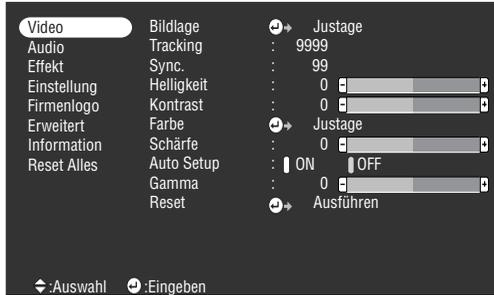 Video Bildlage Justage
Audio Tracking : 9999
Effekt Sync. : 99
Einstellung Helligkeit : 0 - +
Firmenlogo Kontrast : 0 - +
Erweitert Farbe Justage
Information Schärfe : 0 - +
Reset Alles Auto Setup : ON OFF
Gamma : 0 - +
Reset Ausführen
:Auswahl :Eingeben